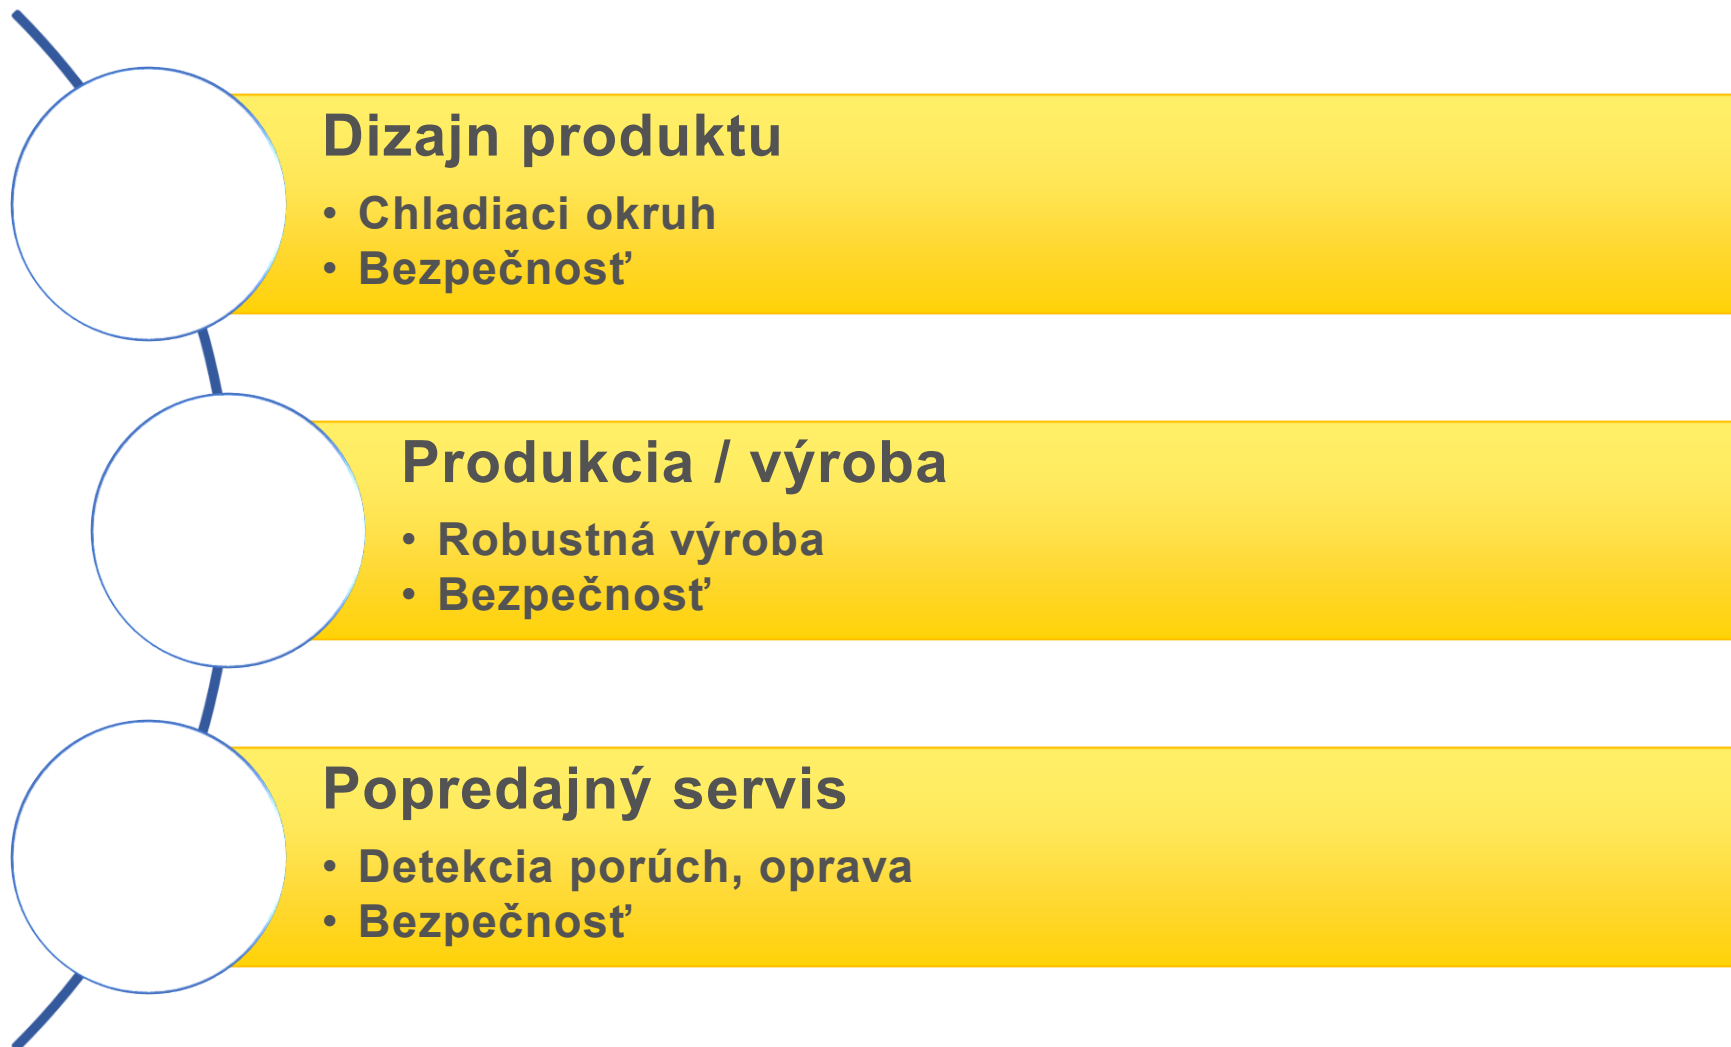 Dizajn produktu
• Chladiaci okruh
• Bezpečnosť
Produkcia / výroba
• Robustná výroba
• Bezpečnosť
Popredajný servis
• Detekcia porúch, oprava
• Bezpečnosť